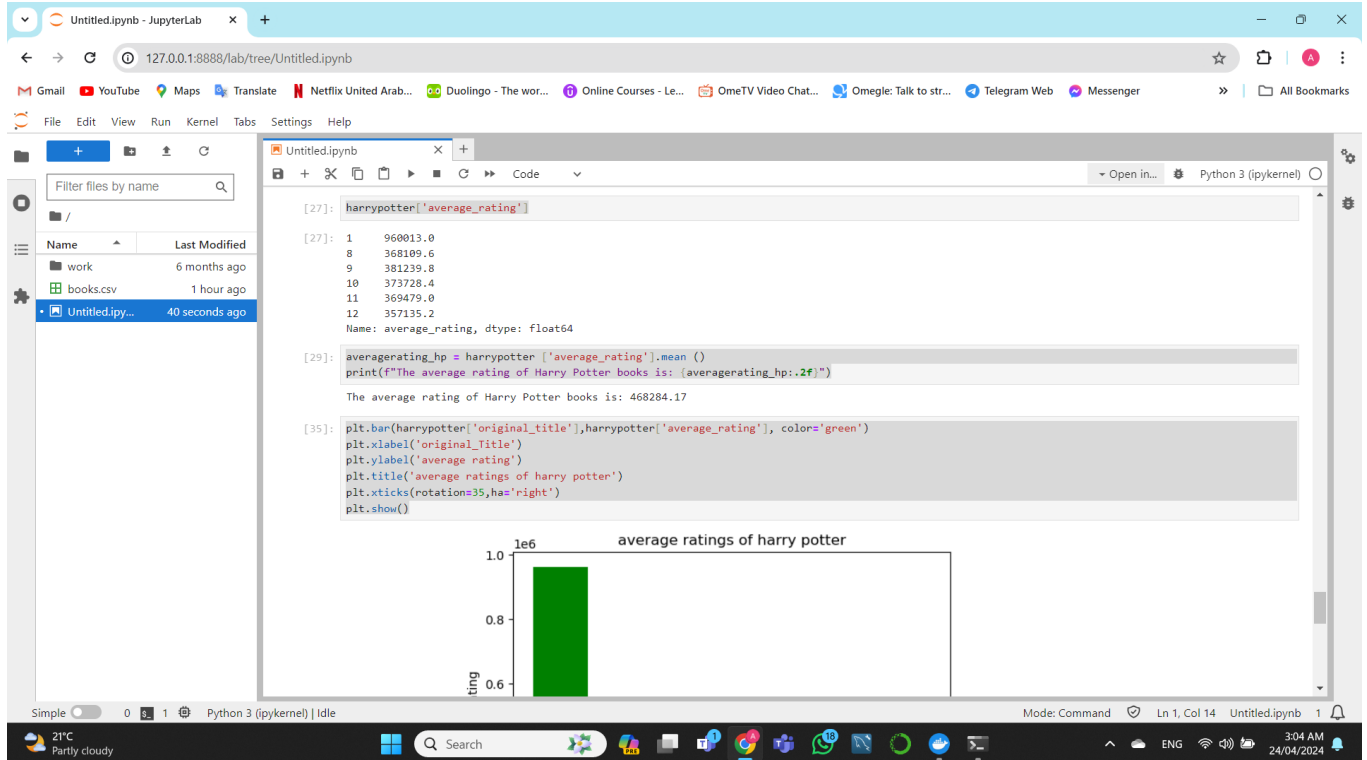 Untitled.ipynb - JupyterLab
127.0.0.1:8888/lab/tree/Untitled.ipynb
A
Gmail YouTube Maps Translate Netflix United Arab... Duolingo - The wor... Online Courses - Le... OmeTV Video Chat... Omegle: Talk to str... Telegram Web Messenger » All Bookmarks
File Edit View Run Kernel Tabs Settings Help
Untitled.ipynb
Code
Open in...
Python 3 (ipykernel)
Filter files by name
/
Name Last Modified
work 6 months ago
books.csv 1 hour ago
Untitled.ipy... 40 seconds ago
[27]: harrypotter['average_rating']
[27]: 1 960013.0
8 368109.6
9 381239.8
10 373728.4
11 369479.0
12 357135.2
Name: average_rating, dtype: float64
[29]: averagerating_hp = harrypotter ['average_rating'].mean ()
print(f"The average rating of Harry Potter books is: {averagerating_hp:.2f}")
The average rating of Harry Potter books is: 468284.17
[35]: plt.bar(harrypotter['original_title'],harrypotter['average_rating'], color='green')
plt.xlabel('original_Title')
plt.ylabel('average rating')
plt.title('average ratings of harry potter')
plt.xticks(rotation=35,ha='right')
plt.show()
1e6
average ratings of harry potter
1.0
0.8
0.6
Simple 0 1 Python 3 (ipykernel) | Idle
Mode: Command Ln 1, Col 14 Untitled.ipynb 1
21°C
Partly cloudy
Search
PRE
1
A
18
ENG
3:04 AM
24/04/2024